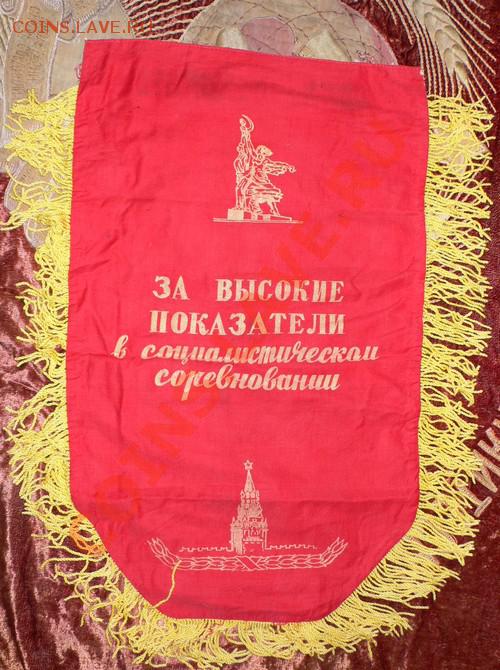 COINS.LAVE.RU
ЗА ВЫСОКИЕ
ПОКАЗАТЕЛИ
в социалистическом
соревновании
COINS.LAVE.RU